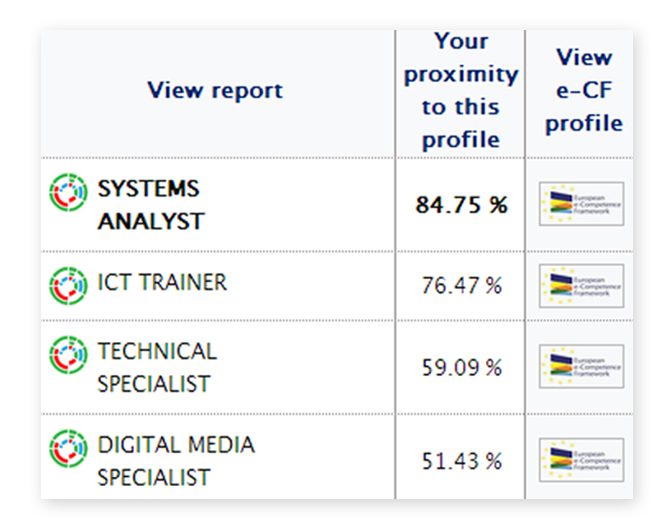 View report
Your
proximity
to this
profile
View
e-CF
profile
SYSTEMS
ANALYST
84.75 %
European
e-Competence
Framework
ICT TRAINER
76.47 %
European
e-Competence
Framework
TECHNICAL
SPECIALIST
59.09 %
European
e-Competence
Framework
DIGITAL MEDIA
SPECIALIST
51.43 %
European
e-Competence
Framework